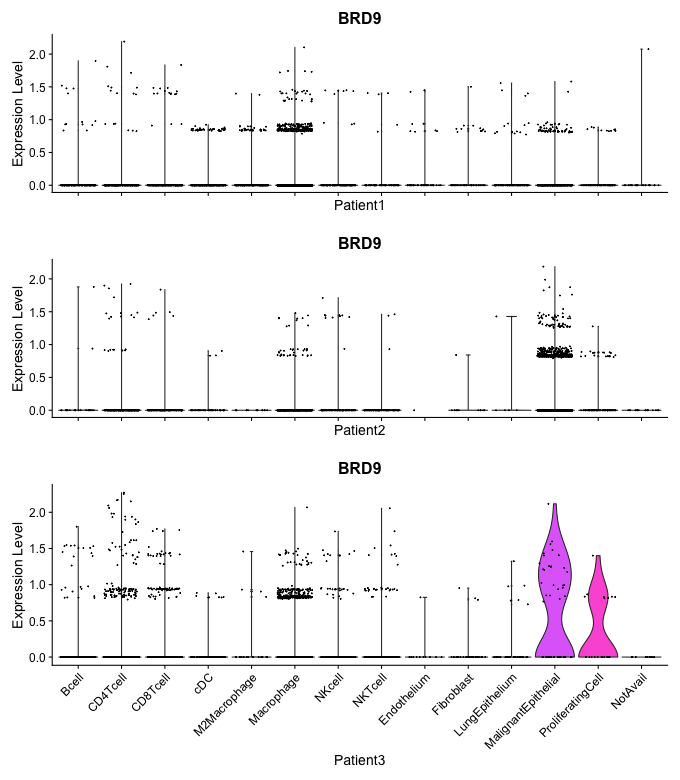 BRD9
Expression Level
2.0
1.5
1.0
0.5
0.0
Patient1
BRD9
Expression Level
2.0
1.5
1.0
0.5
0.0
Patient2
BRD9
Expression Level
2.0
1.5
1.0
0.5
0.0
Bcell
CD4Tcell
CD8Tcell
cDC
M2Macrophage
Macrophage
NKcell
NKTcell
Endothelium
Fibroblast
LungEpithelium
MalignantEpithelial
ProliferatingCell
NotAvail
Patient3